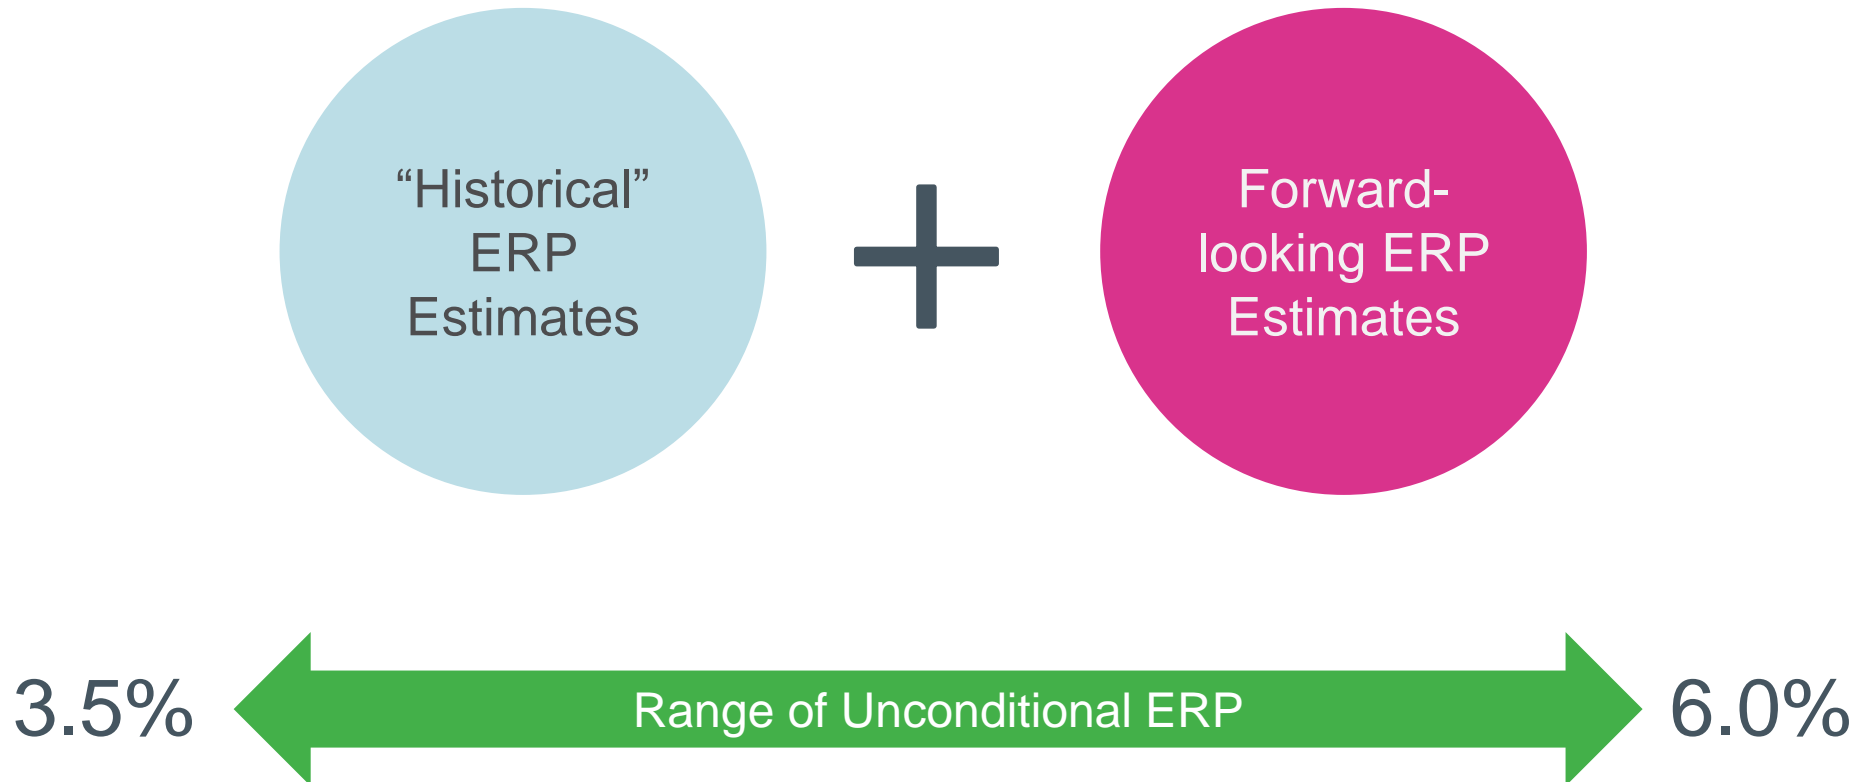 “Historical”
ERP
Estimates
Forward-
looking ERP
Estimates
3.5%
Range of Unconditional ERP
6.0%